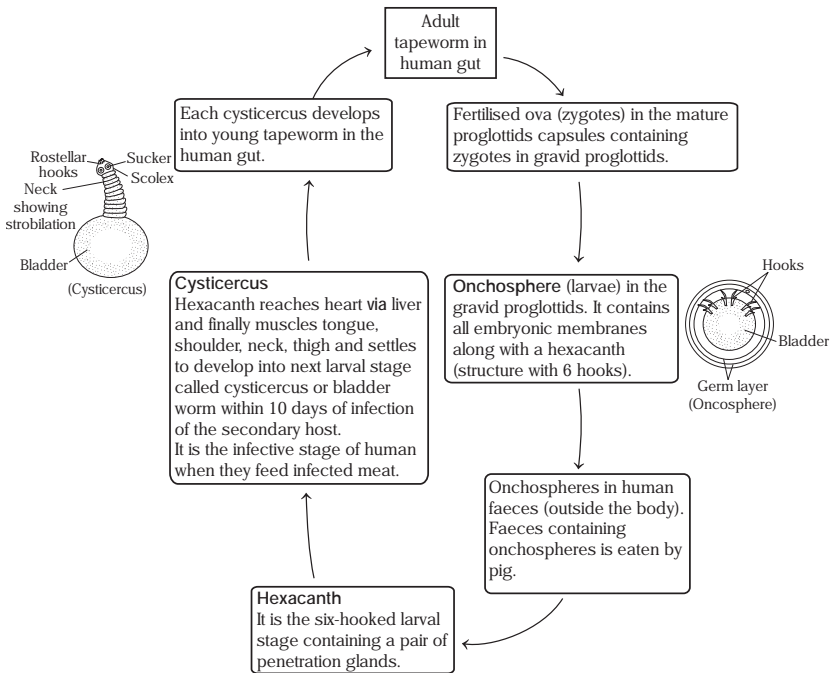 Adult
tapeworm in
human gut
Each cysticercus develops
into young tapeworm in the
human gut.
Fertilised ova (zygotes) in the mature
proglottids capsules containing
zygotes in gravid proglottids.
Rostellar
hooks
Sucker
Scolex
Neck
showing
strobilation
Bladder
(Cysticercus)
Cysticercus
Hexacanth reaches heart via liver
and finally muscles tongue,
shoulder, neck, thigh and settles
to develop into next larval stage
called cysticercus or bladder
worm within 10 days of infection
of the secondary host.
It is the infective stage of human
when they feed infected meat.
Onchosphere (larvae) in the
gravid proglottids. It contains
all embryonic membranes
along with a hexacanth
(structure with 6 hooks).
Hooks
Bladder
Germ layer
(Oncosphere)
Onchospheres in human
faeces (outside the body).
Faeces containing
onchospheres is eaten by
pig.
Hexacanth
It is the six-hooked larval
stage containing a pair of
penetration glands.